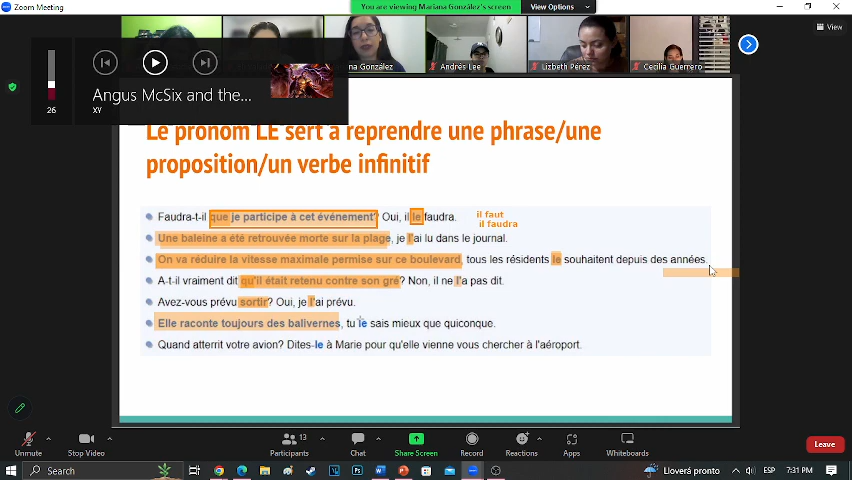 Zoom Meeting
You are viewing Mariana González's screen
View Options
View
na González
Andrés Lee
Lizbeth Pérez
Cecilia Guerrero
26
Angus McSix and the...
XY
Le pronom LE sert à reprendre une phrase/une
proposition/un verbe infinitif
Faudra-t-il que je participe à cet événement? Oui, il le faudra.
il faut
il faudra
Une baleine a été retrouvée morte sur la plage, je l'ai lu dans le journal.
On va réduire la vitesse maximale permise sur ce boulevard, tous les résidents le souhaitent depuis des années.
A-t-il vraiment dit qu'il était retenu contre son gré? Non, il ne l'a pas dit.
Avez-vous prévu sortir? Oui, je l'ai prévu.
Elle raconte toujours des balivernes, tu le sais mieux que quiconque.
Quand atterrit votre avion? Dites-le à Marie pour qu'elle vienne vous chercher à l'aéroport.
Unmute
Stop Video
13
Participants
Chat
Share Screen
Record
Reactions
Apps
Whiteboards
Leave
Search
Lloverá pronto
ESP
7:31 PM